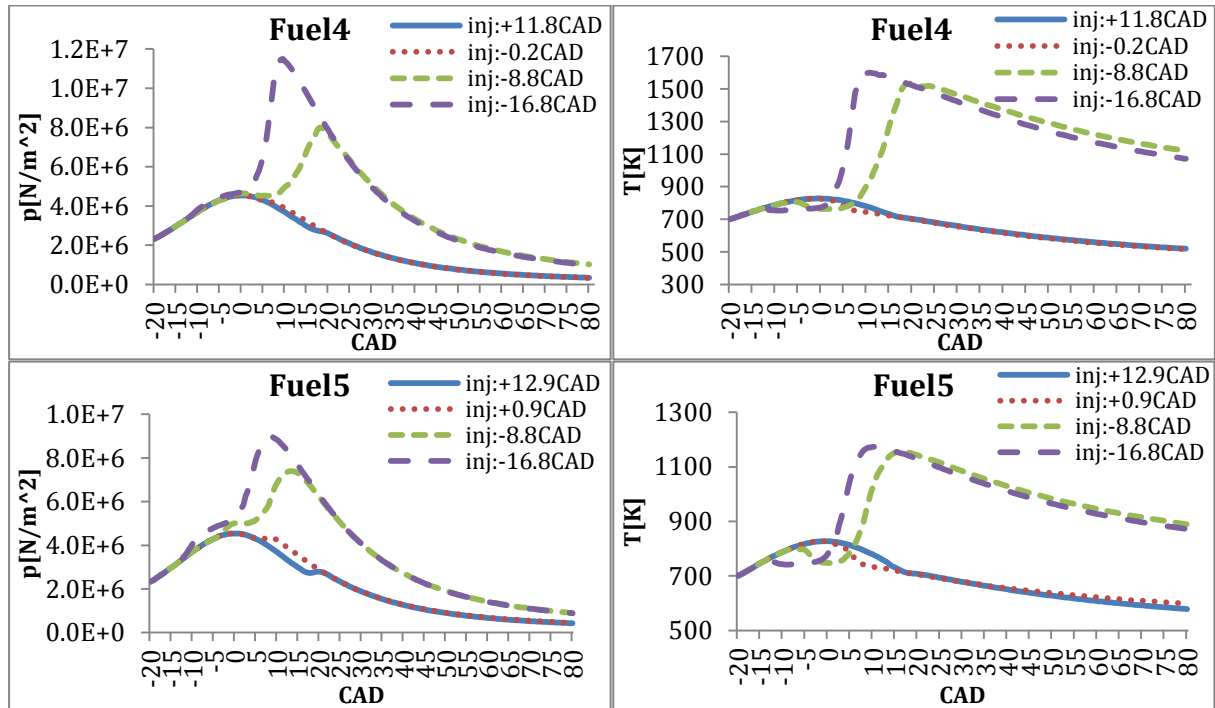 Fuel4
inj:+11.8CAD
inj:-0.2CAD
inj:-8.8CAD
inj:-16.8CAD
p[N/m^2]
1.2E+7
1.0E+7
8.0E+6
6.0E+6
4.0E+6
2.0E+6
0.0E+0
-20 -15 -10 -5 0 5 10 15 20 25 30 35 40 45 50 55 60 65 70 75 80
CAD
Fuel4
inj:+11.8CAD
inj:-0.2CAD
inj:-8.8CAD
inj:-16.8CAD
T[K]
1700
1500
1300
1100
900
700
500
300
-20 -15 -10 -5 0 5 10 15 20 25 30 35 40 45 50 55 60 65 70 75 80
CAD
Fuel5
inj:+12.9CAD
inj:+0.9CAD
inj:-8.8CAD
inj:-16.8CAD
p[N/m^2]
1.0E+7
8.0E+6
6.0E+6
4.0E+6
2.0E+6
0.0E+0
-20 -15 -10 -5 0 5 10 15 20 25 30 35 40 45 50 55 60 65 70 75 80
CAD
Fuel5
inj:+12.9CAD
inj:+0.9CAD
inj:-8.8CAD
inj:-16.8CAD
T[K]
1300
1100
900
700
500
-20 -15 -10 -5 0 5 10 15 20 25 30 35 40 45 50 55 60 65 70 75 80
CAD